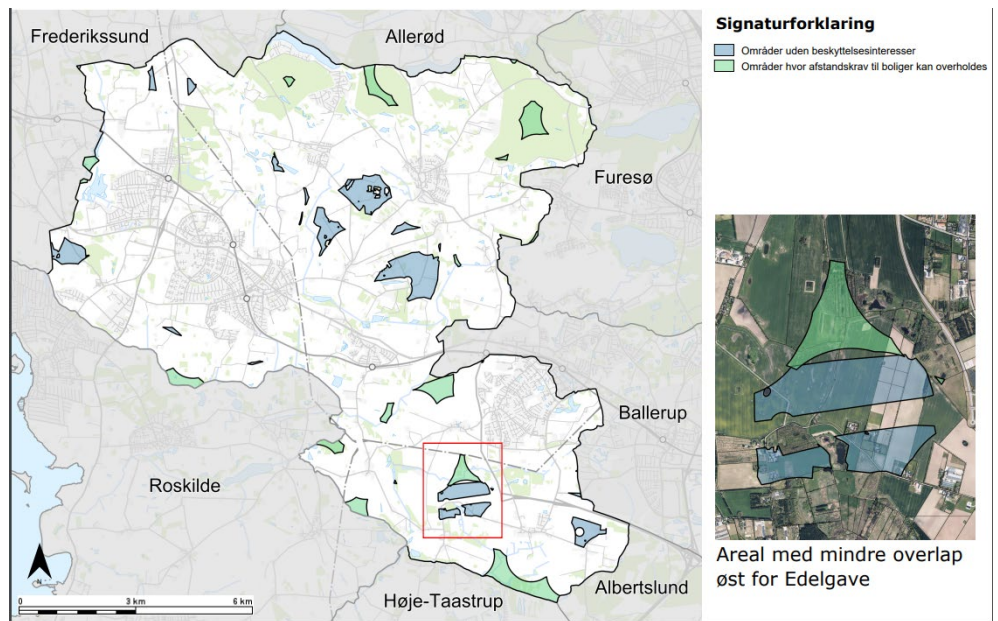 Frederikssund
Allerød
Furesø
Ballerup
Roskilde
Albertslund
Høje-Taastrup
N
0
3 km
6 km
Signaturforklaring
Områder uden beskyttelsesinteresser
Områder hvor afstandskrav til boliger kan overholdes
Areal med mindre overlap
øst for Edelgave